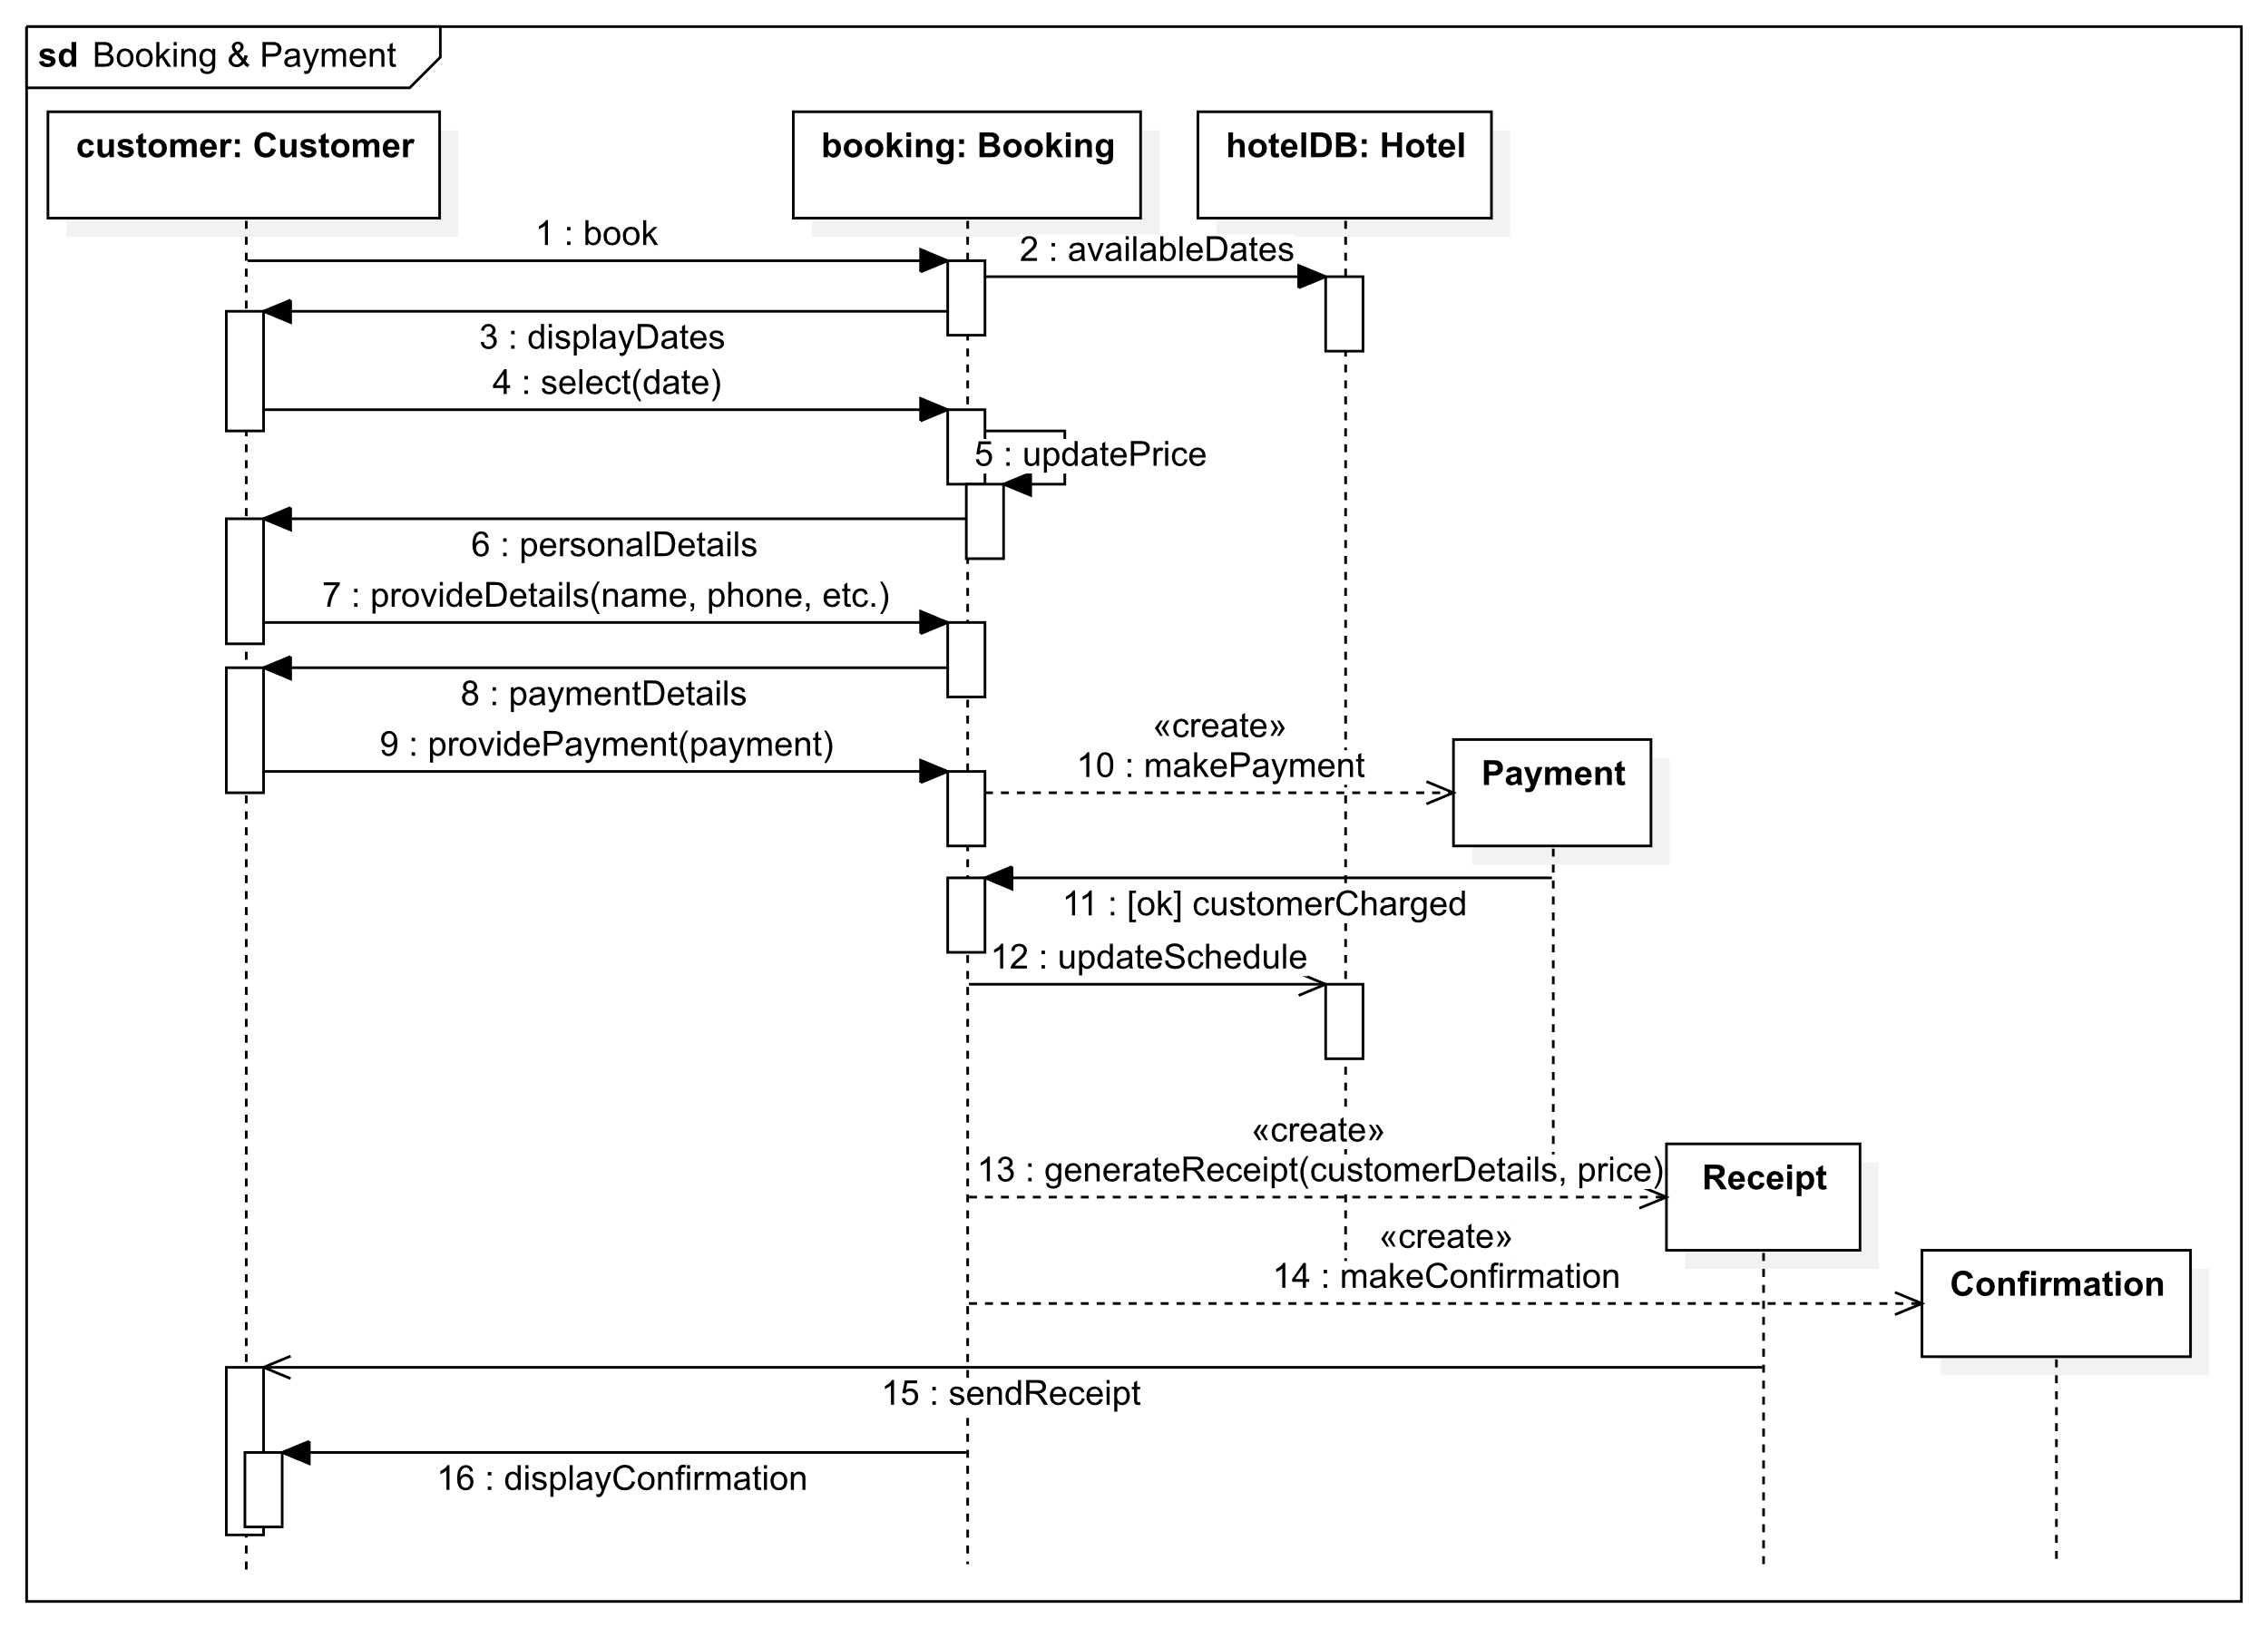 sd Booking & Payment
customer: Customer
booking: Booking
hotelDB: Hotel
1 : book
2 : availableDates
3 : displayDates
4 : select(date)
5 : updatePrice
6 : personalDetails
7 : provideDetails(name, phone, etc.)
8 : paymentDetails
9 : providePayment(payment)
«create»
10 : makePayment
Payment
11 : [ok] customerCharged
12 : updateSchedule
«create»
13 : generateReceipt(customerDetails, price)
Receipt
«create»
14 : makeConfirmation
Confirmation
15 : sendReceipt
16 : displayConfirmation